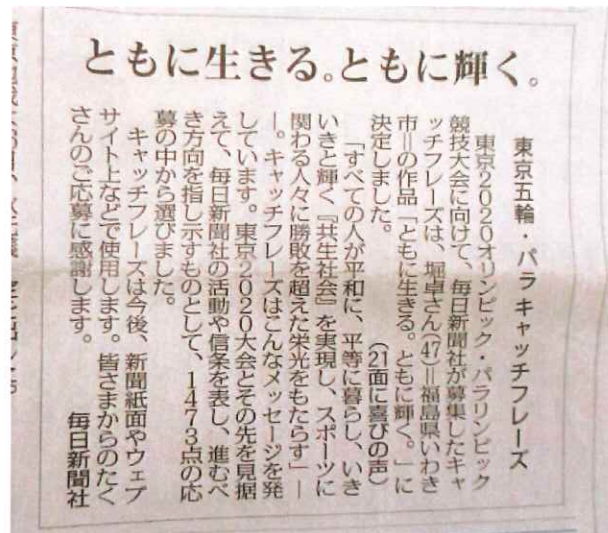 ともに生きる。ともに輝く。
東京五輪・パラ キャッチフレーズ
東京2020オリンピック・パラリンピック
競技大会に向けて、毎日新聞社が募集したキャ
ッチフレーズは、堀卓さん(47)＝福島県いわき
市＝の作品「ともに生きる。ともに輝く。」に
決定しました。
(21面に喜びの声)
「すべての人が平和に、平等に暮らし、いき
いきと輝く『共生社会』を実現し、スポーツに
関わる人々に勝敗を超えた栄光をもたらす」―
―。キャッチフレーズはこんなメッセージを発
しています。東京2020大会とその先を見据
えて、毎日新聞社の活動や信条を表し、進むべ
き方向を指し示すものとして、1473点の応
募の中から選びました。
キャッチフレーズは今後、新聞紙面やウェブ
サイト上などで使用します。皆さまからのたく
さんのご応募に感謝します。
毎日新聞社